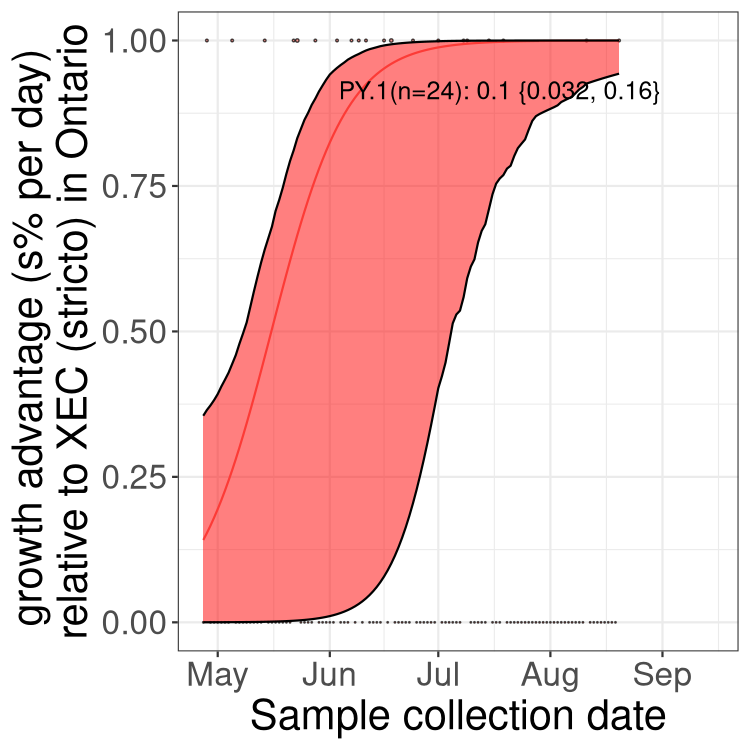 growth advantage (s% per day)
relative to XEC (stricto) in Ontario
1.00
0.75
0.50
0.25
0.00
PY.1(n=24): 0.1 {0.032, 0.16}
May Jun Jul Aug Sep
Sample collection date